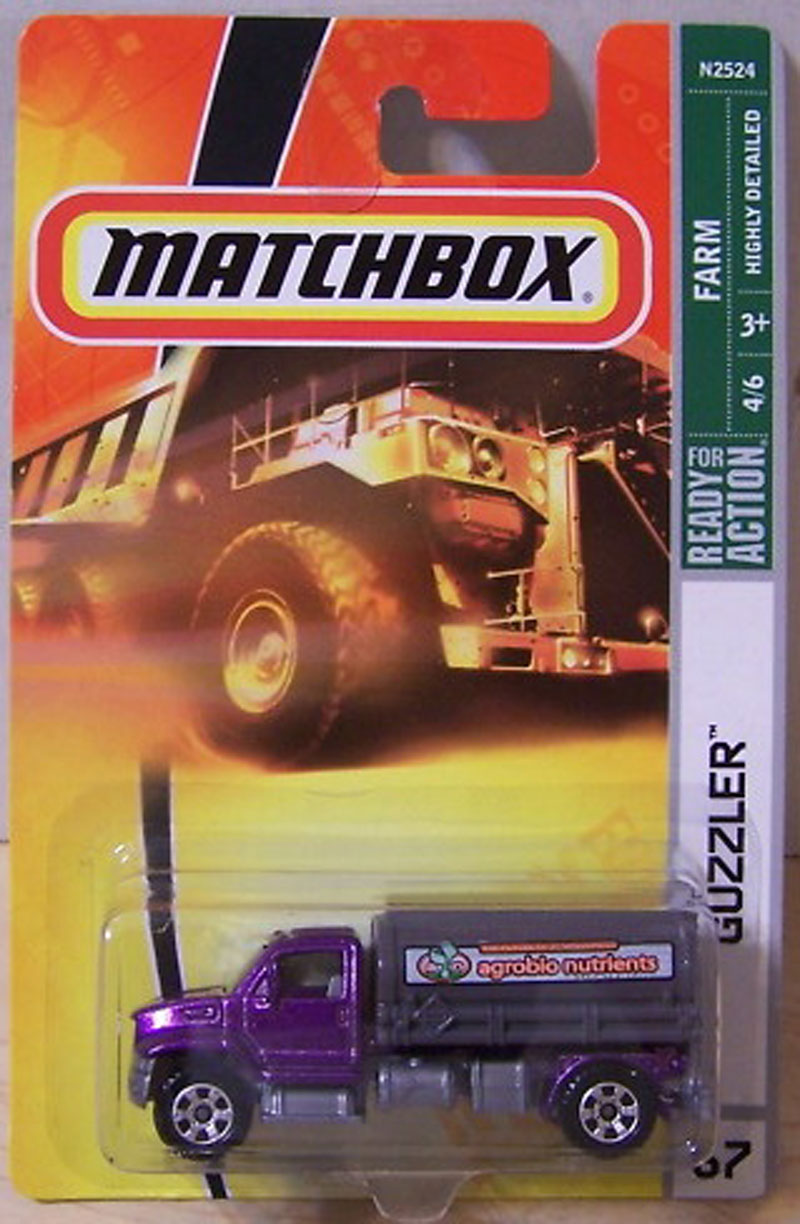 MATCHBOX®
N2524
FARM
HIGHLY DETAILED
4/6
3+
READY FOR
ACTION
GUZZLER™
agrobio nutrients